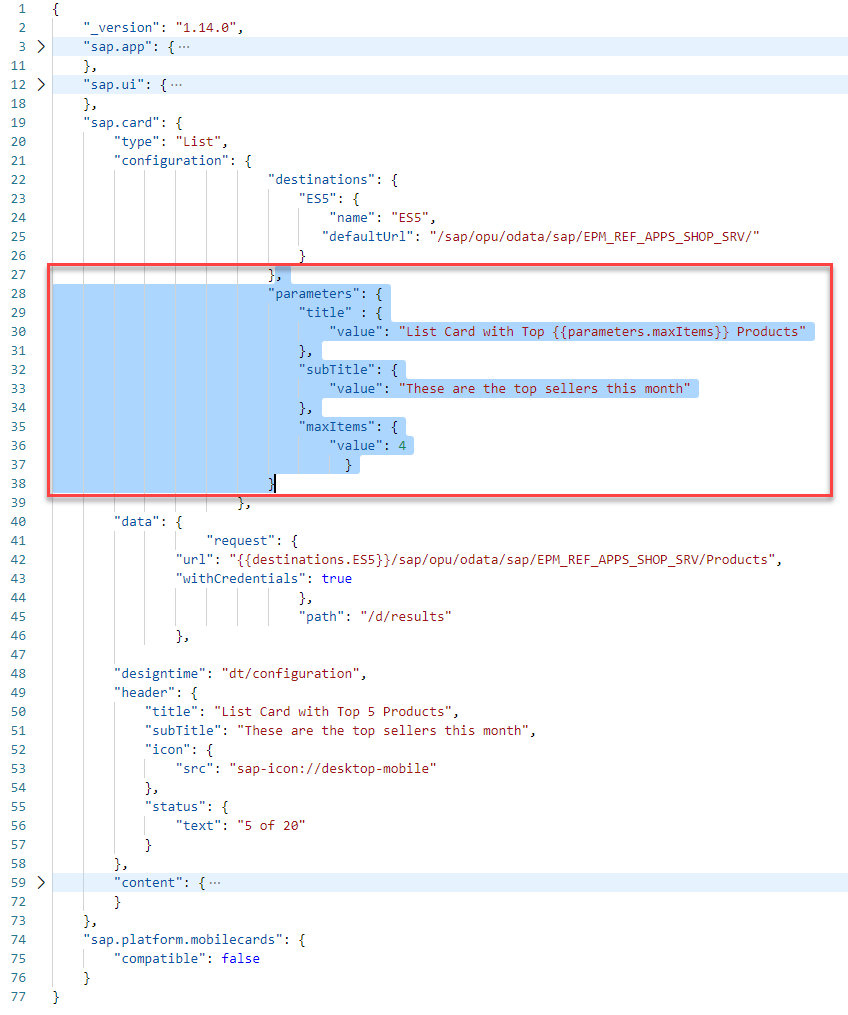 1 {
2 "_version": "1.14.0",
3 "sap.app": { ···
11 },
12 "sap.ui": { ···
18 },
19 "sap.card": {
20 "type": "List",
21 "configuration": {
22 "destinations": {
23 "ES5": {
24 "name": "ES5",
25 "defaultUrl": "/sap/opu/odata/sap/EPM_REF_APPS_SHOP_SRV/"
26 }
27 },
28 "parameters": {
29 "title" : {
30 "value": "List Card with Top {{parameters.maxItems}} Products"
31 },
32 "subTitle": {
33 "value": "These are the top sellers this month"
34 },
35 "maxItems": {
36 "value": 4
37 }
38 }
39 },
40 "data": {
41 "request": {
42 "url": "{{destinations.ES5}}/sap/opu/odata/sap/EPM_REF_APPS_SHOP_SRV/Products",
43 "withCredentials": true
44 },
45 "path": "/d/results"
46 },
47
48 "designtime": "dt/configuration",
49 "header": {
50 "title": "List Card with Top 5 Products",
51 "subTitle": "These are the top sellers this month",
52 "icon": {
53 "src": "sap-icon://desktop-mobile"
54 },
55 "status": {
56 "text": "5 of 20"
57 }
58 },
59 "content": { ···
72 }
73 },
74 "sap.platform.mobilecards": {
75 "compatible": false
76 }
77 }